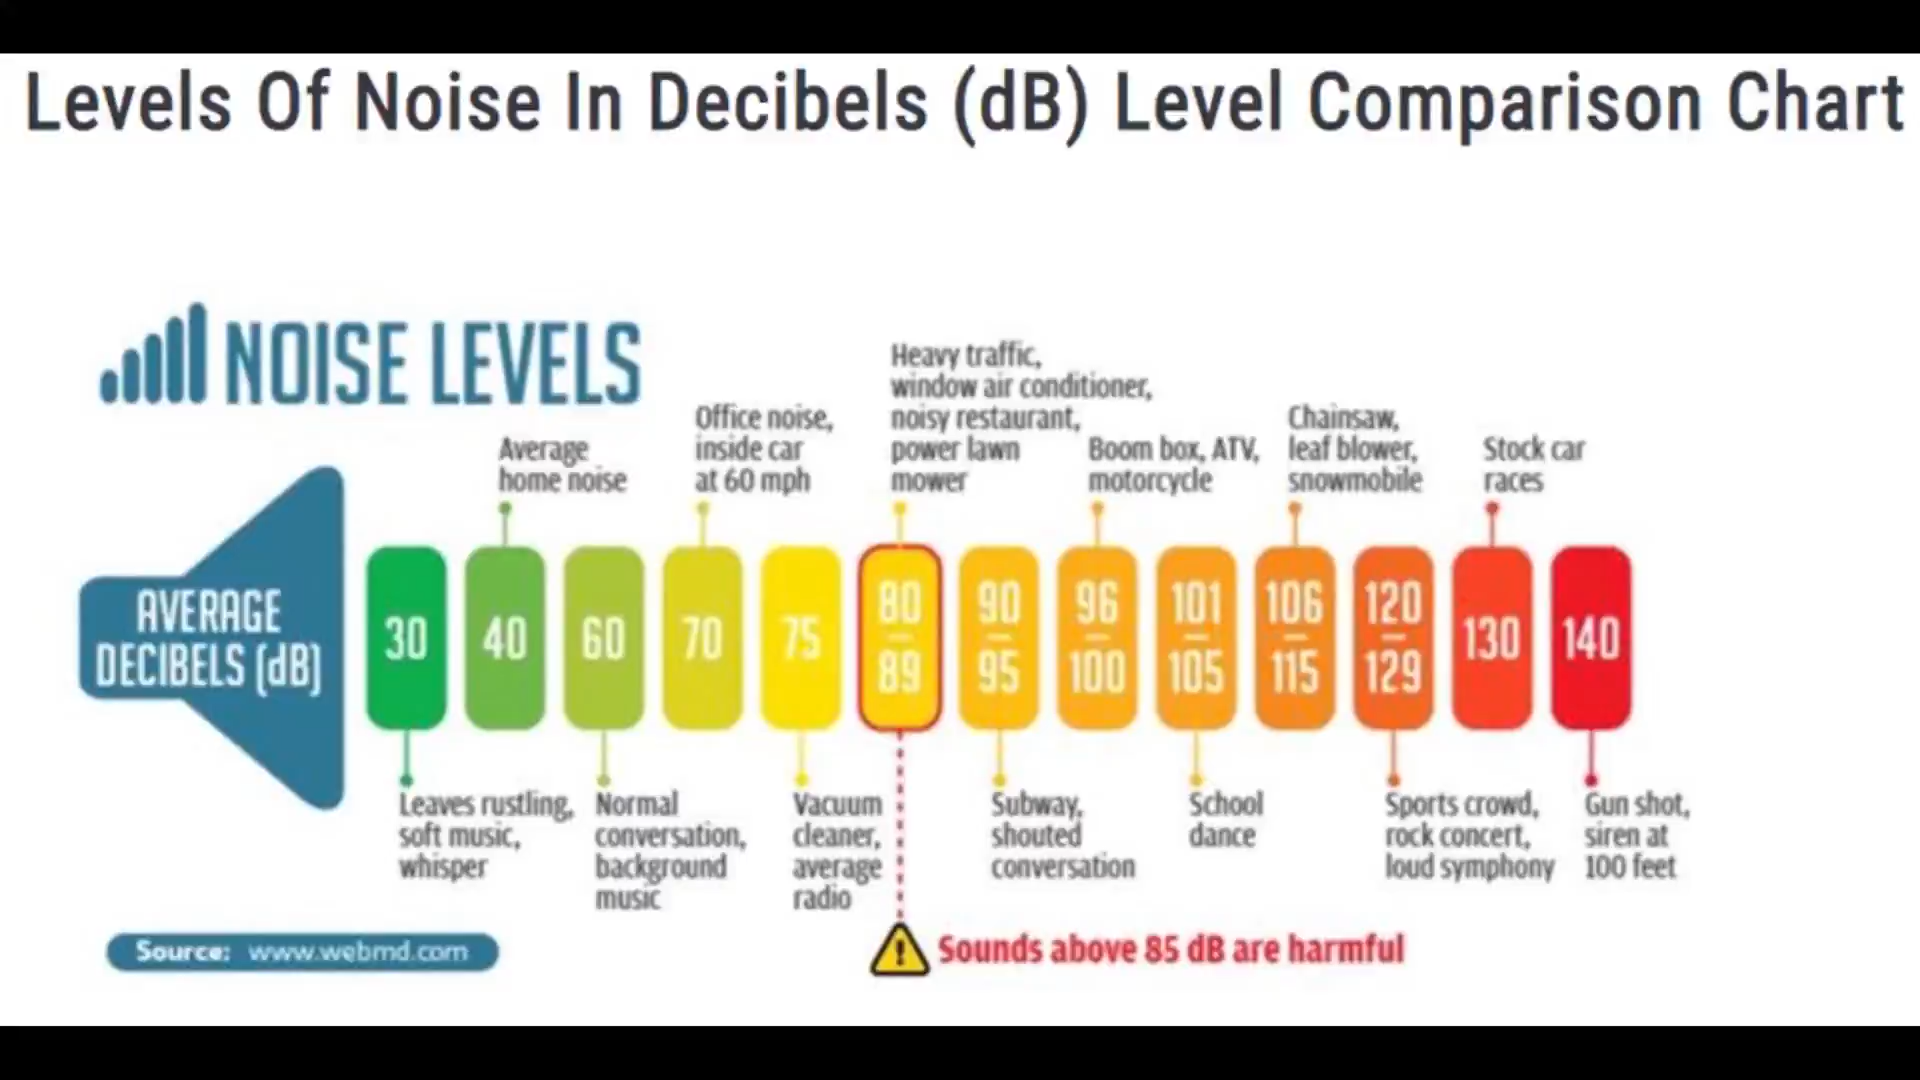 Levels Of Noise In Decibels (dB) Level Comparison Chart
NOISE LEVELS
AVERAGE
DECIBELS (dB)
Average
home noise
Office noise,
inside car
at 60 mph
Heavy traffic,
window air conditioner,
noisy restaurant,
power lawn
mower
Boom box, ATV,
motorcycle
Chainsaw,
leaf blower,
snowmobile
Stock car
races
30
40
60
70
75
80
–
89
90
–
95
96
–
100
101
–
105
106
–
115
120
–
129
130
140
Leaves rustling,
soft music,
whisper
Normal
conversation,
background
music
Vacuum
cleaner,
average
radio
Subway,
shouted
conversation
School
dance
Sports crowd,
rock concert,
loud symphony
Gun shot,
siren at
100 feet
Source: www.webmd.com
Sounds above 85 dB are harmful